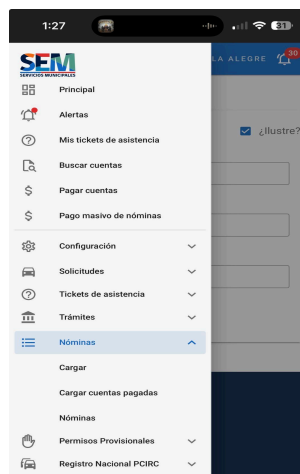 1:27
31
SEM
SERVICIOS MUNICIPALES
LA ALEGRE
30
Principal
Alertas
¿Ilustre?
Mis tickets de asistencia
Buscar cuentas
$ Pagar cuentas
$ Pago masivo de nóminas
Configuración
Solicitudes
Tickets de asistencia
Trámites
Nóminas
Cargar
Cargar cuentas pagadas
Nóminas
Permisos Provisionales
Registro Nacional PCIRC